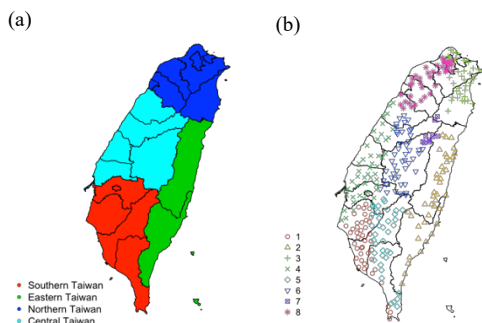 (a)
Southern Taiwan
Eastern Taiwan
Northern Taiwan
Central Taiwan
(b)
1
2
3
4
5
6
7
8